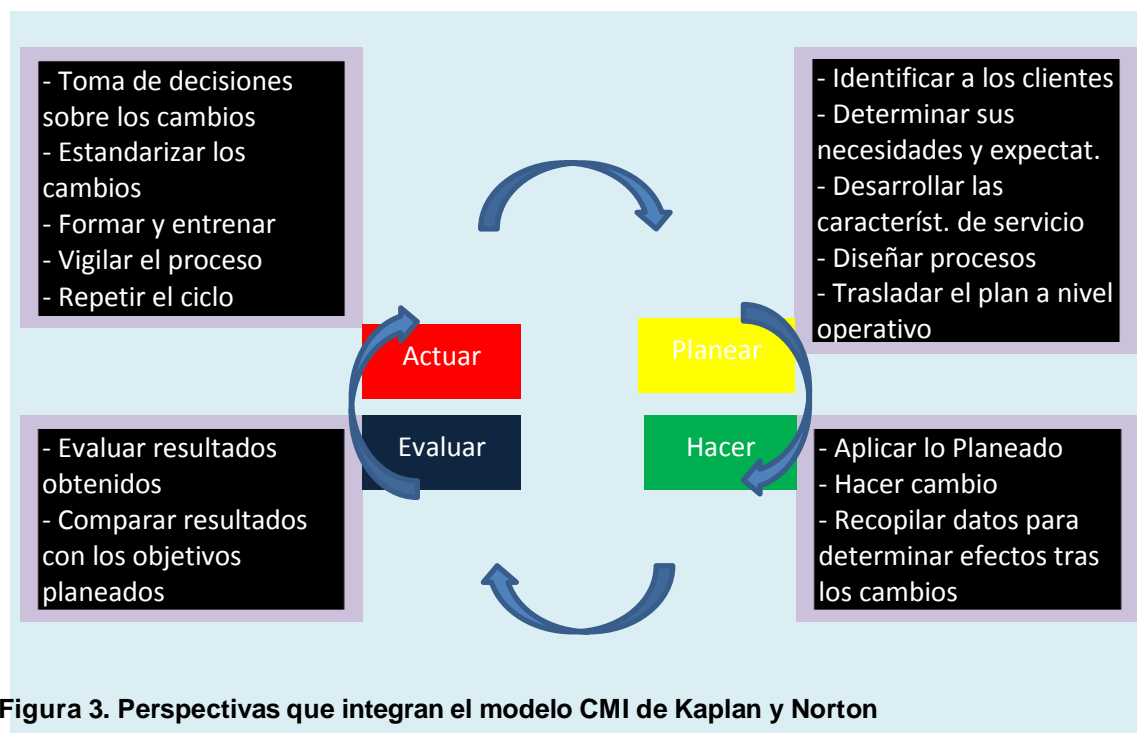 - Toma de decisiones
sobre los cambios
- Estandarizar los
cambios
- Formar y entrenar
- Vigilar el proceso
- Repetir el ciclo
- Identificar a los clientes
- Determinar sus
necesidades y expectat.
- Desarrollar las
característ. de servicio
- Diseñar procesos
- Trasladar el plan a nivel
operativo
Actuar
Planear
Evaluar
Hacer
- Evaluar resultados
obtenidos
- Comparar resultados
con los objetivos
planeados
- Aplicar lo Planeado
- Hacer cambio
- Recopilar datos para
determinar efectos tras
los cambios
Figura 3. Perspectivas que integran el modelo CMI de Kaplan y Norton